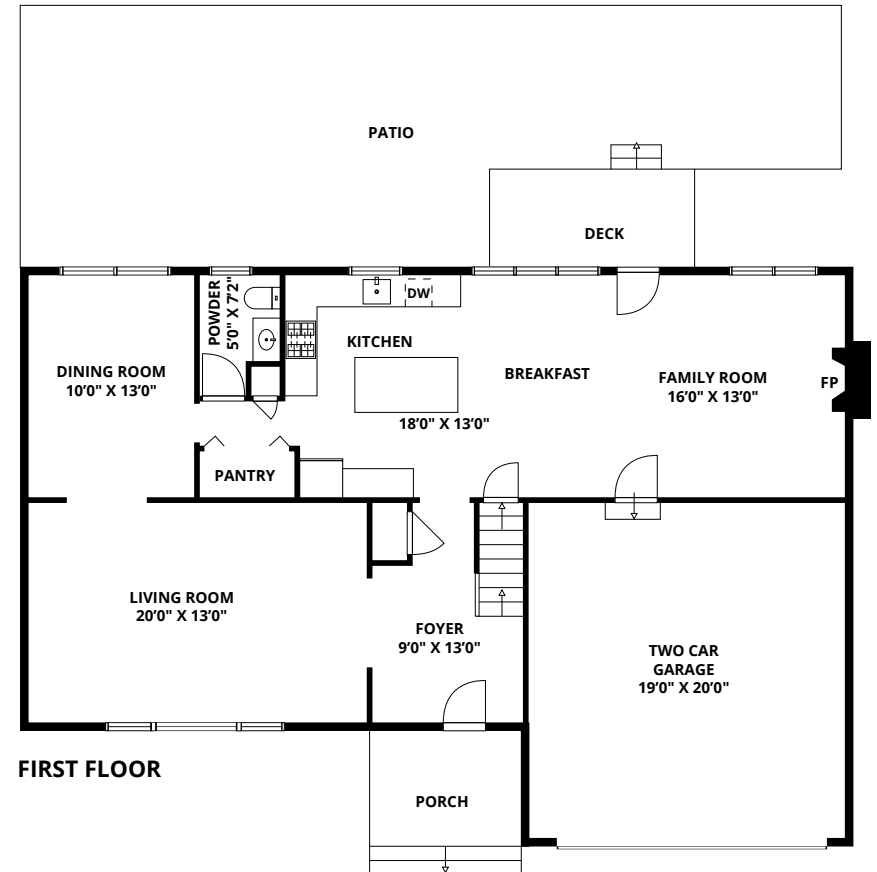 PATIO
DECK
POWDER
5'0" X 7'2"
DW
KITCHEN
DINING ROOM
10'0" X 13'0"
BREAKFAST
FAMILY ROOM
16'0" X 13'0"
FP
18'0" X 13'0"
PANTRY
LIVING ROOM
20'0" X 13'0"
FOYER
9'0" X 13'0"
TWO CAR
GARAGE
19'0" X 20'0"
FIRST FLOOR
PORCH